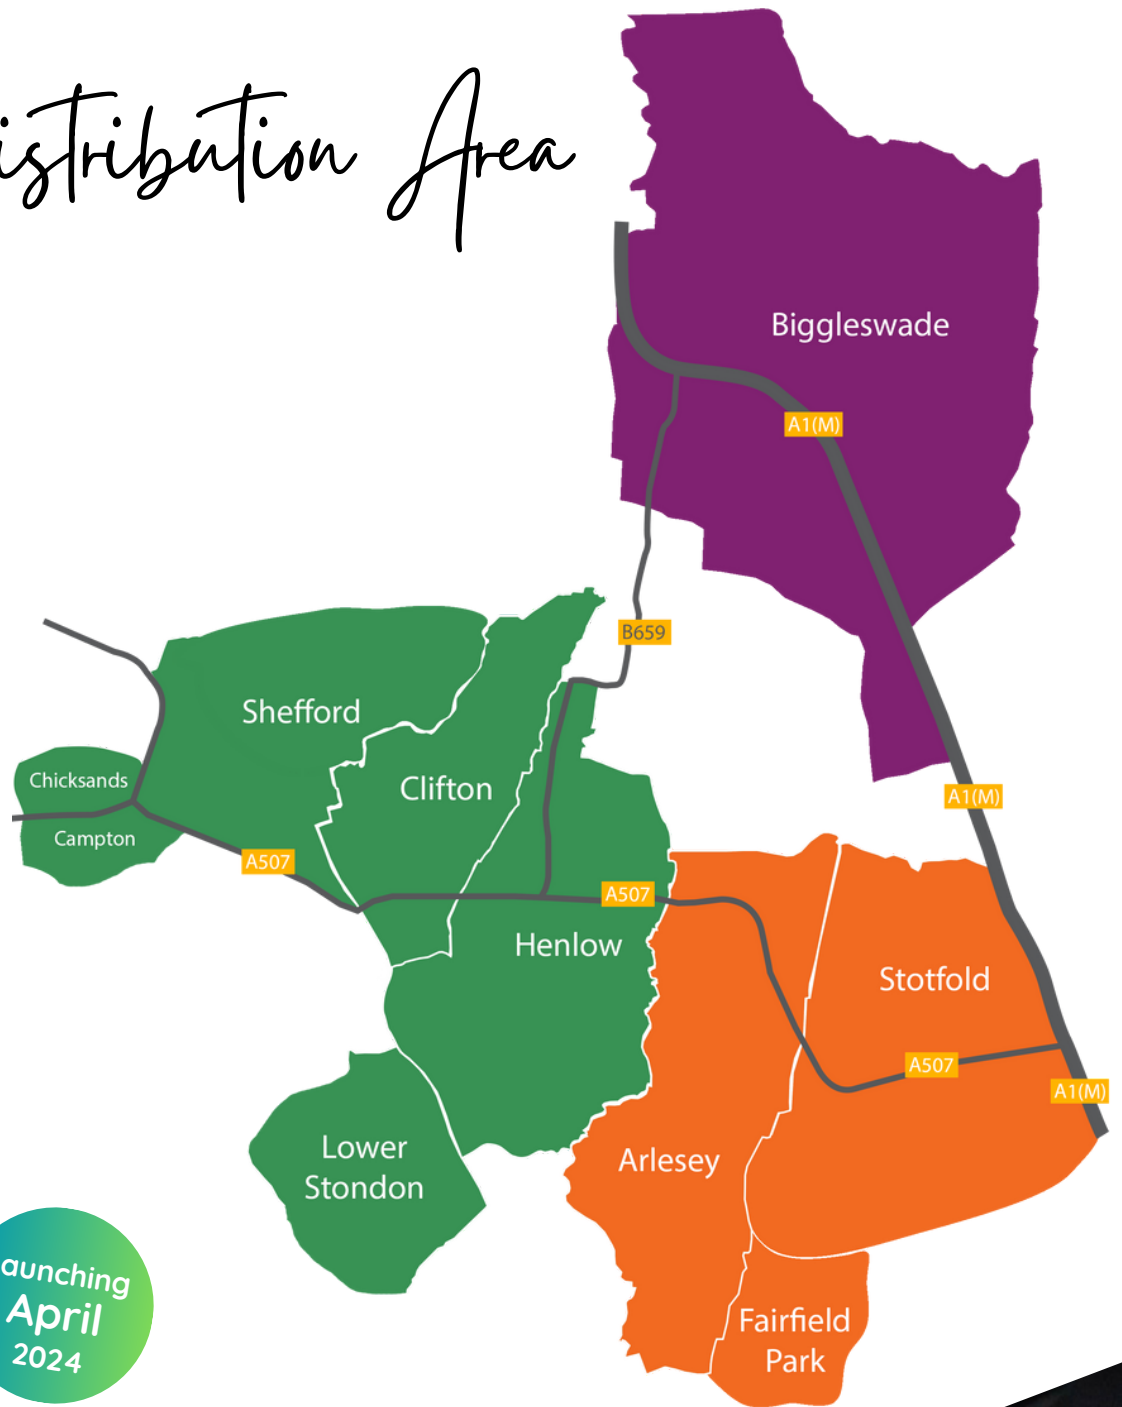 istribution Area
Biggleswade
A1(M)
B659
Shefford
Chicksands
Clifton
A1(M)
Campton
A507
A507
Henlow
Stotfold
A507
A1(M)
Lower
Stondon
Arlesey
aunching
April
2024
Fairfield
Park